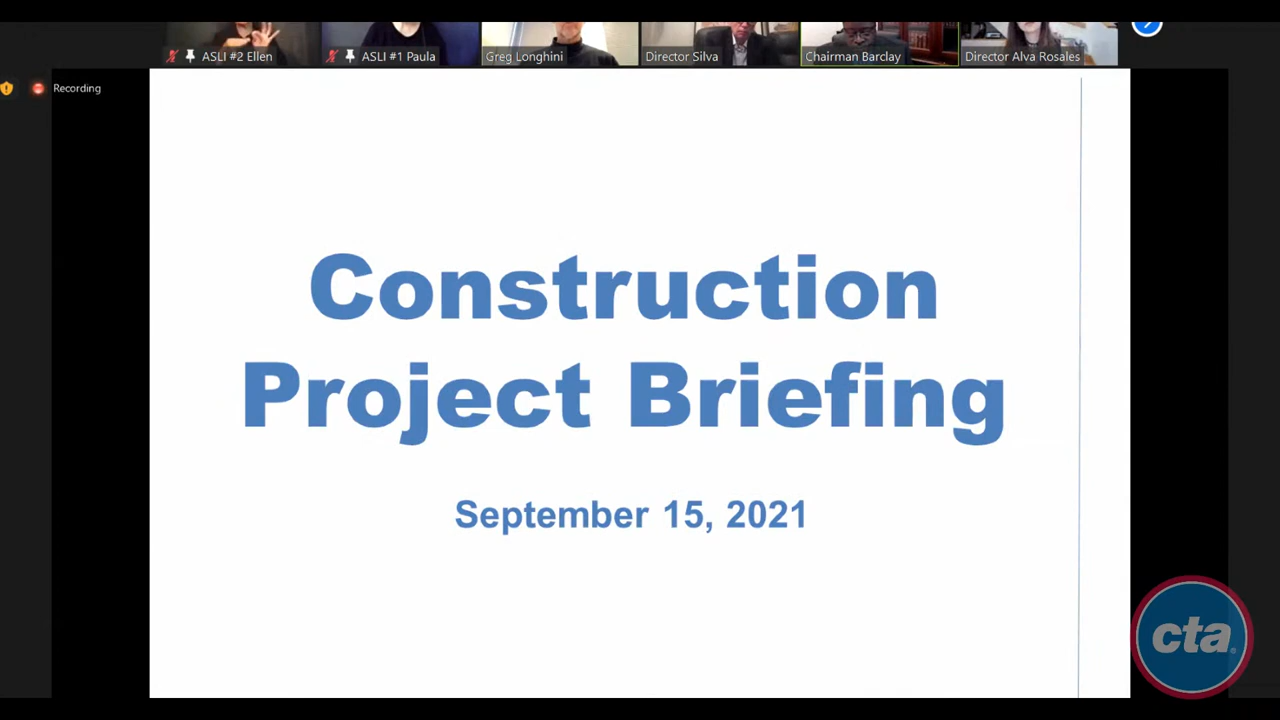 ASLI #2 Ellen
ASLI #1 Paula
Greg Longhini
Director Silva
Chairman Barclay
Director Alva Rosales
Recording
Construction
Project Briefing
September 15, 2021
cta